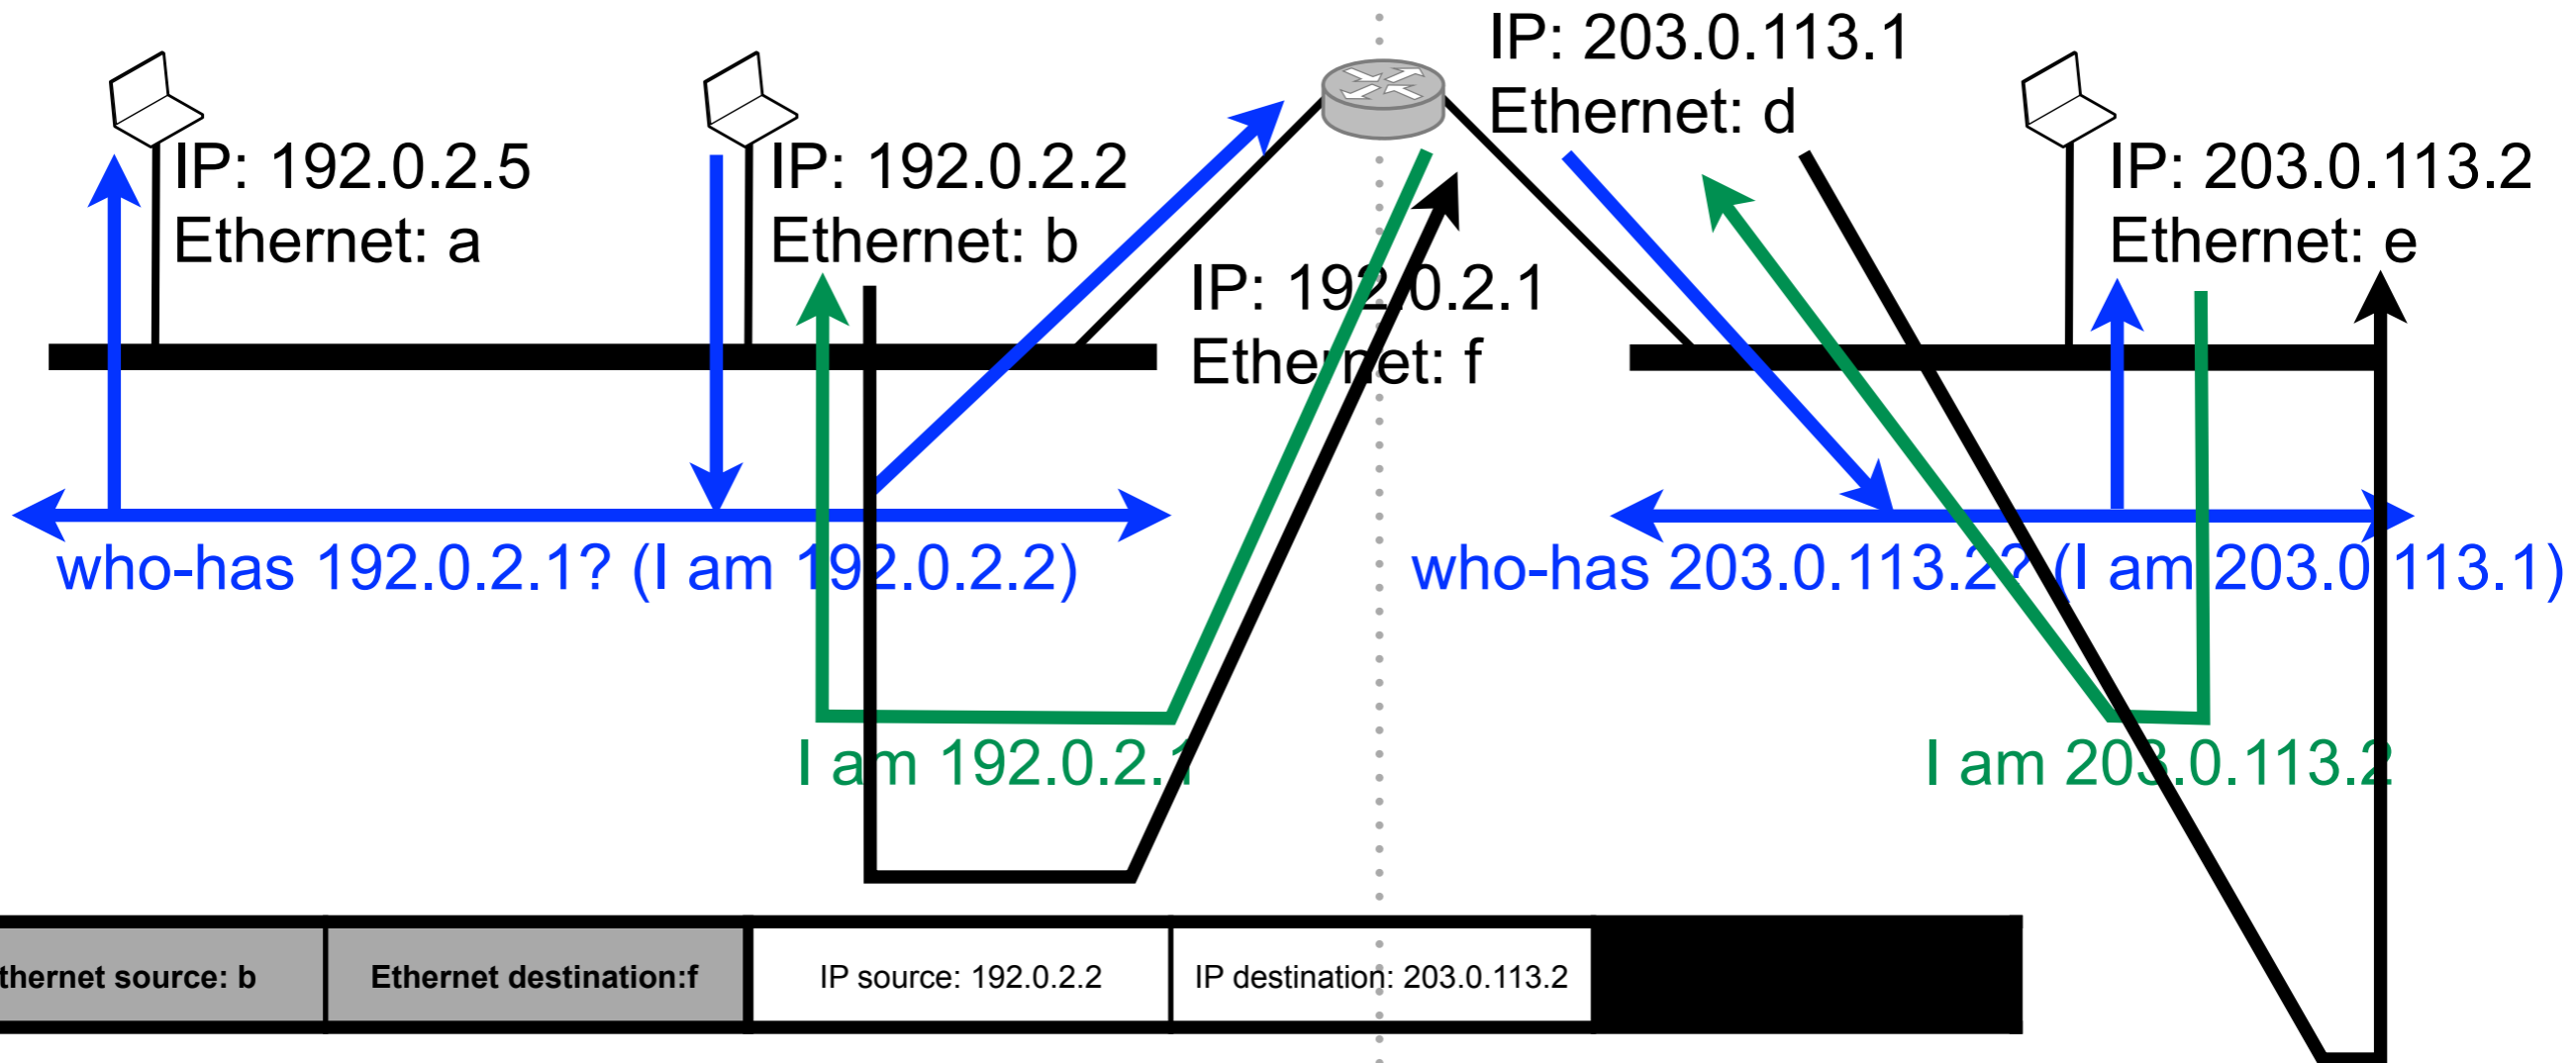 IP: 203.0.113.1
Ethernet: d
IP: 192.0.2.5
Ethernet: a
IP: 192.0.2.2
Ethernet: b
IP: 203.0.113.2
Ethernet: e
IP: 192.0.2.1
Ethernet: f
who-has 192.0.2.1? (I am 192.0.2.2)
who-has 203.0.113.2? (I am 203.0.113.1)
I am 192.0.2.1
I am 203.0.113.2
thernet source: b
Ethernet destination:f
IP source: 192.0.2.2
IP destination: 203.0.113.2